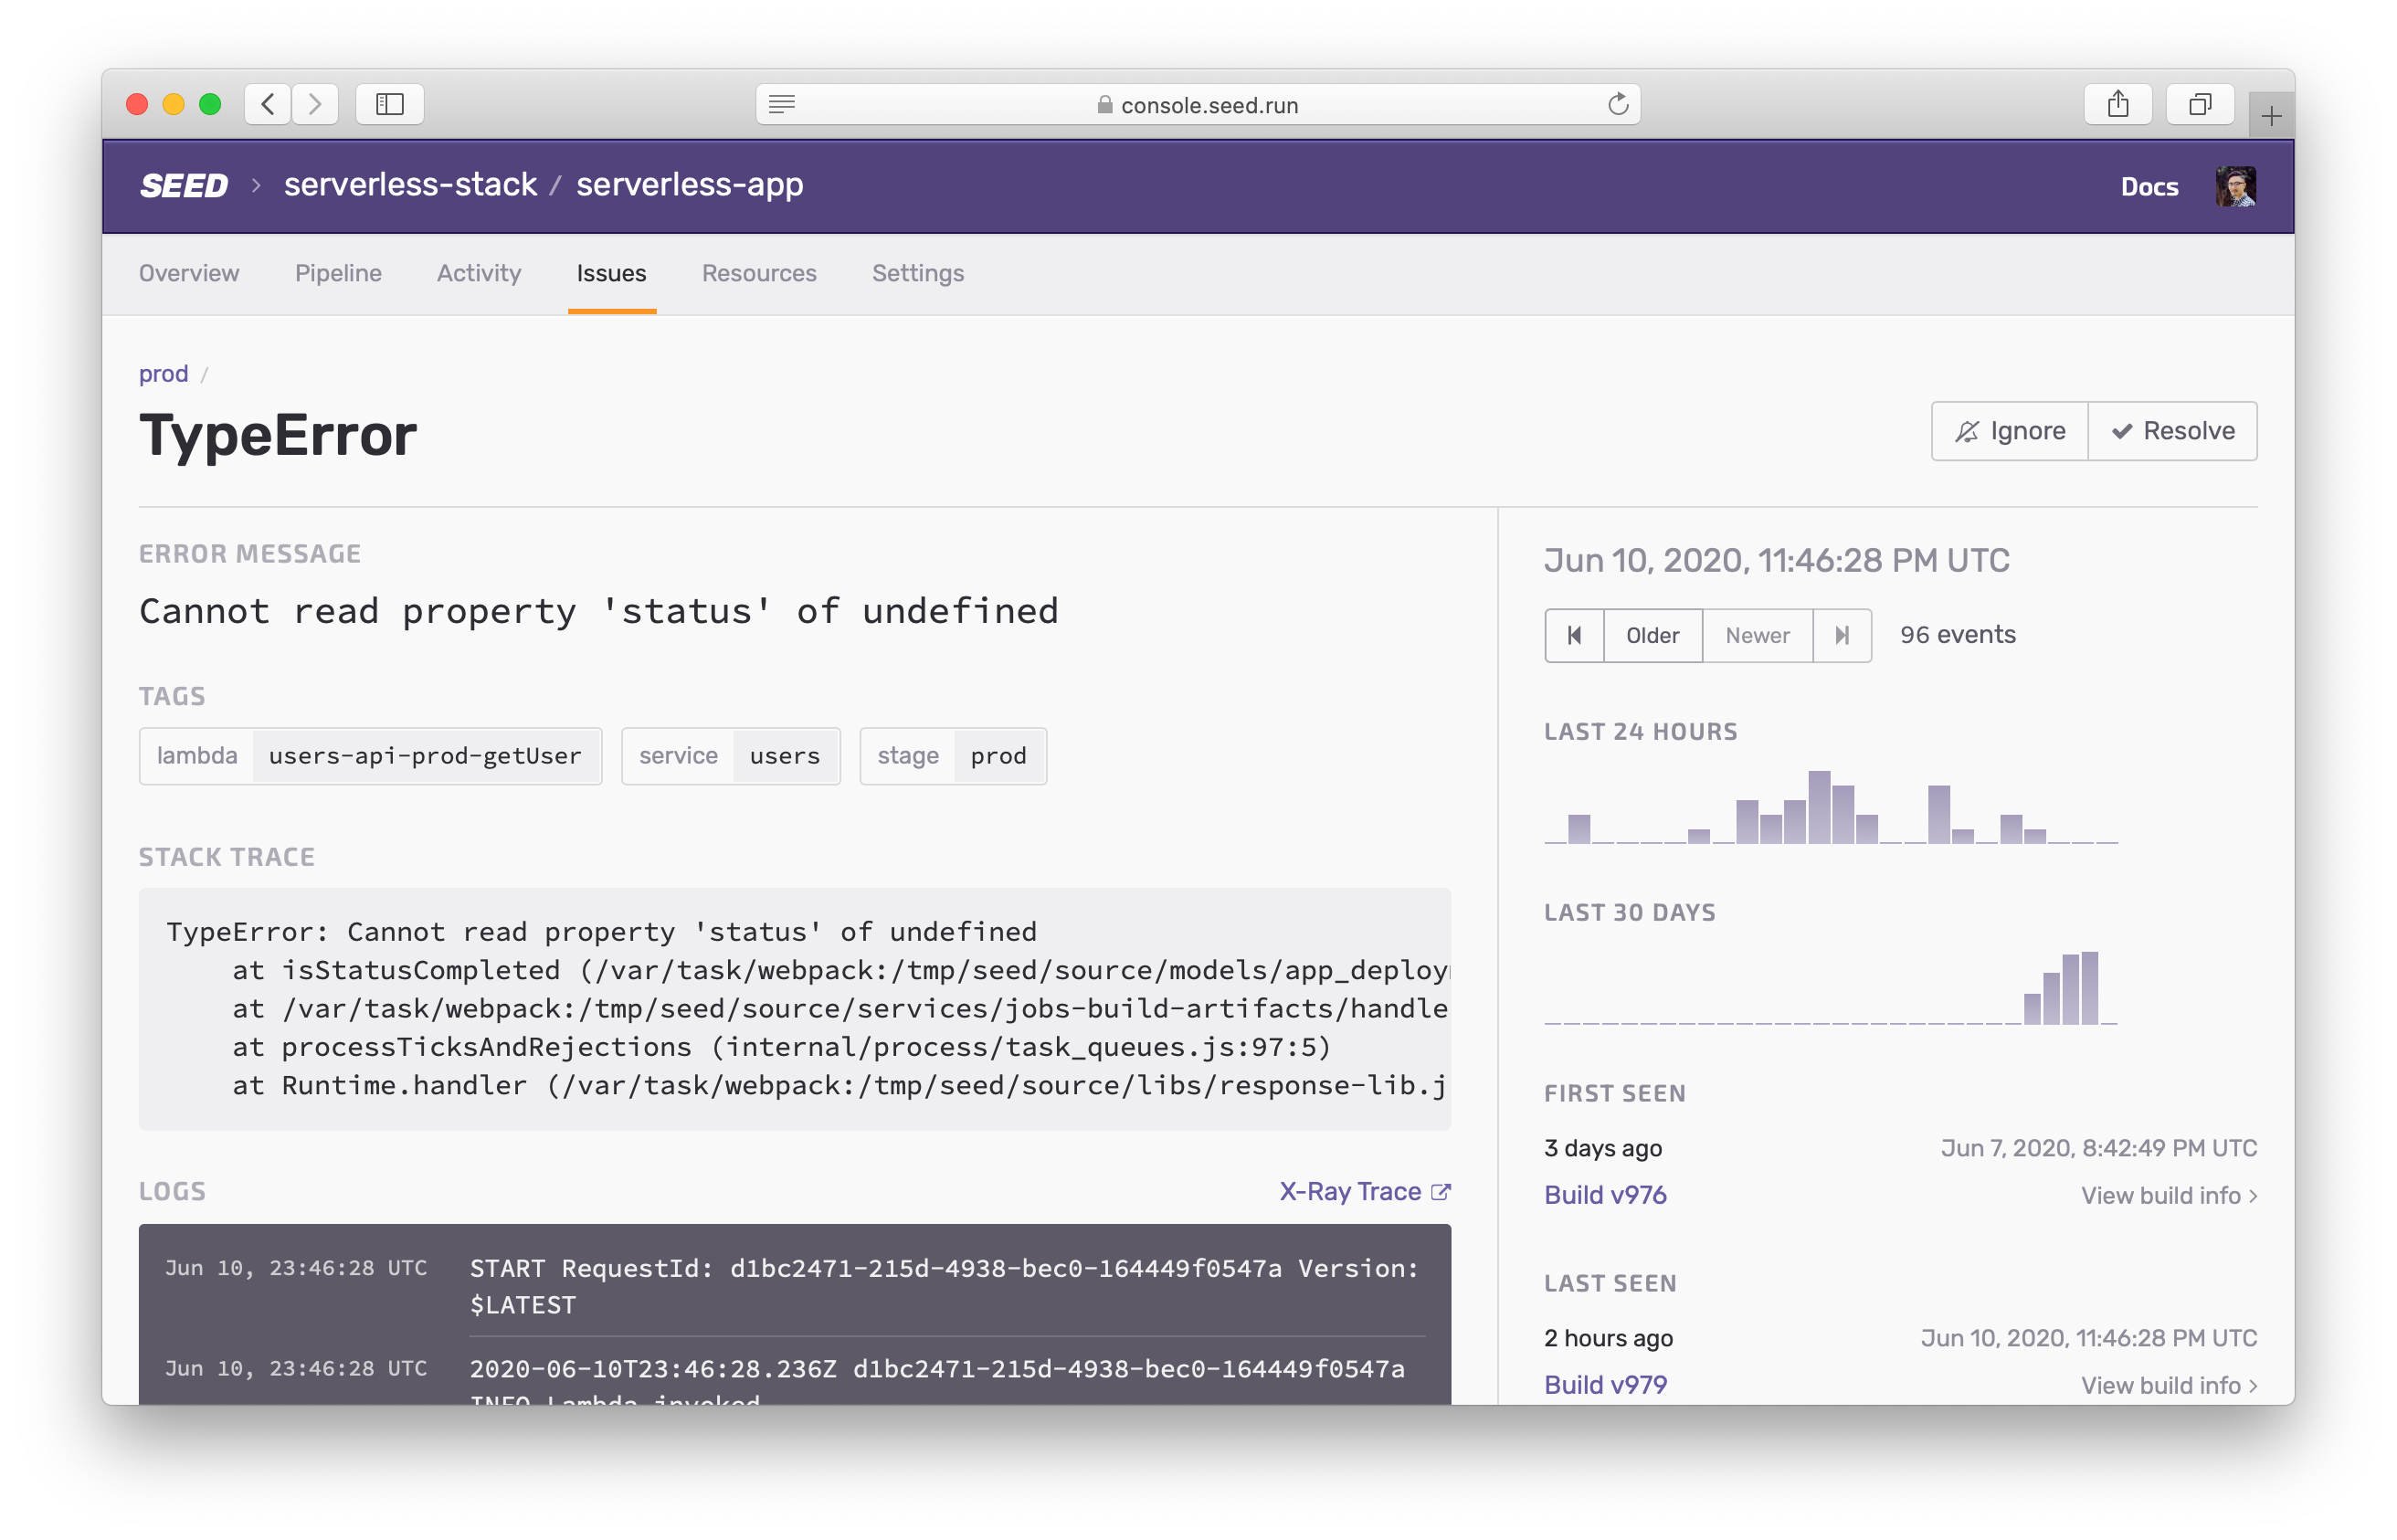 console.seed.run
SEED > serverless-stack / serverless-app
Docs
Overview Pipeline Activity Issues Resources Settings
prod /
TypeError
Ignore Resolve
ERROR MESSAGE
Cannot read property 'status' of undefined
TAGS
lambda users-api-prod-getUser service users stage prod
STACK TRACE
TypeError: Cannot read property 'status' of undefined
at isStatusCompleted (/var/task/webpack:/tmp/seed/source/models/app_deploy
at /var/task/webpack:/tmp/seed/source/services/jobs-build-artifacts/handle
at processTicksAndRejections (internal/process/task_queues.js:97:5)
at Runtime.handler (/var/task/webpack:/tmp/seed/source/libs/response-lib.j
LOGS
X-Ray Trace
Jun 10, 23:46:28 UTC START RequestId: d1bc2471-215d-4938-bec0-164449f0547a Version:
$LATEST
Jun 10, 23:46:28 UTC 2020-06-10T23:46:28.236Z d1bc2471-215d-4938-bec0-164449f0547a
INFO Lambda invoked
Jun 10, 2020, 11:46:28 PM UTC
Older Newer 96 events
LAST 24 HOURS
LAST 30 DAYS
FIRST SEEN
3 days ago Jun 7, 2020, 8:42:49 PM UTC
Build v976 View build info >
LAST SEEN
2 hours ago Jun 10, 2020, 11:46:28 PM UTC
Build v979 View build info >